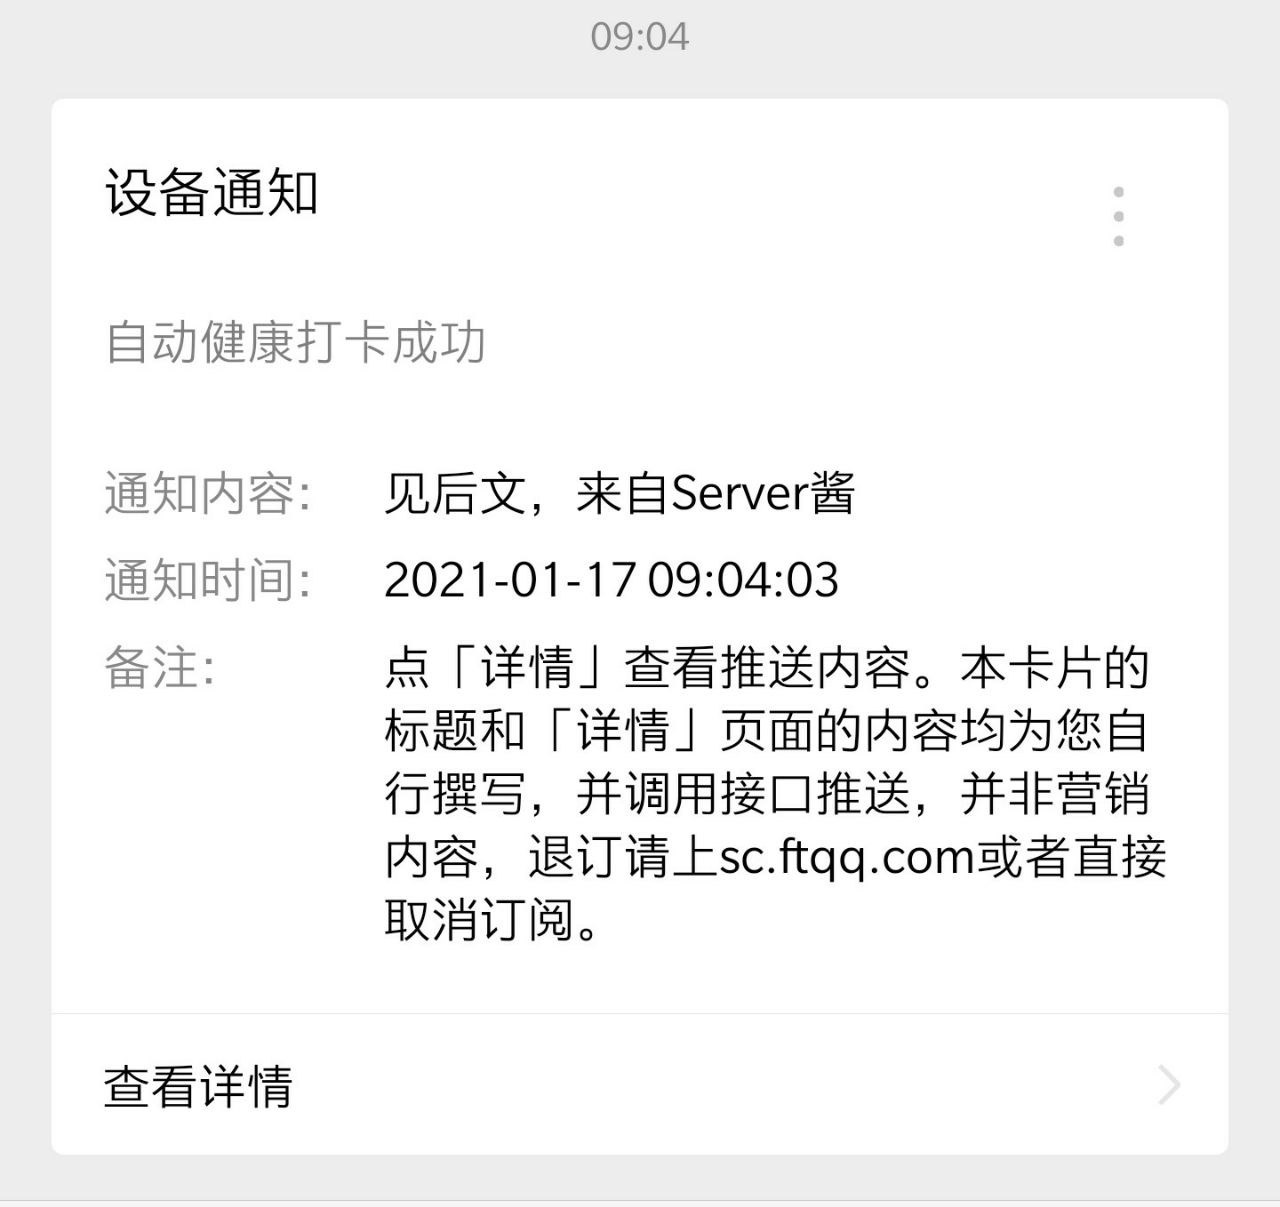 09:04
设备通知
自动健康打卡成功
通知内容: 见后文，来自Server酱
通知时间: 2021-01-17 09:04:03
备注: 点「详情」查看推送内容。本卡片的
标题和「详情」页面的内容均为您自
行撰写，并调用接口推送，并非营销
内容，退订请上sc.ftqq.com或者直接
取消订阅。
查看详情